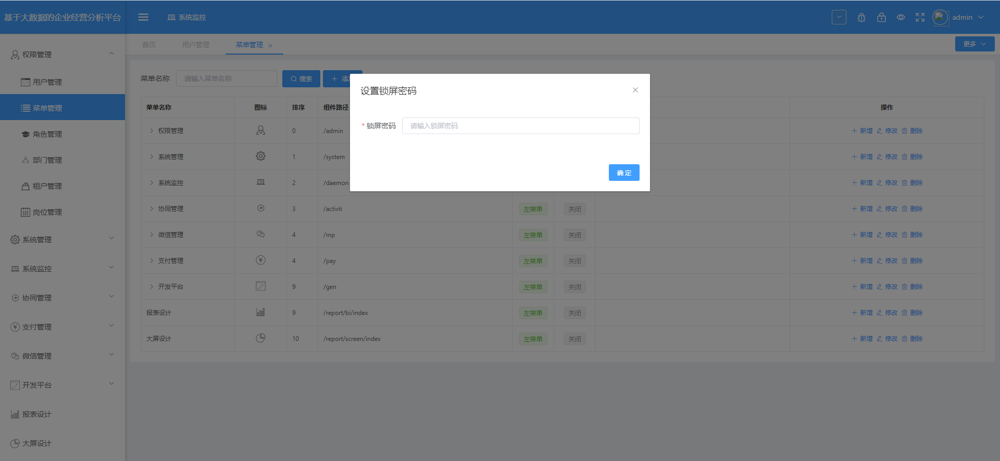 基于大数据的企业经营分析平台
系统监控
admin
首页
用户管理
菜单管理
更多
权限管理
用户管理
菜单管理
角色管理
部门管理
租户管理
岗位管理
系统管理
系统监控
协同管理
支付管理
微信管理
开发平台
报表设计
大屏设计
菜单名称 请输入菜单名称 搜索
设置锁屏密码
* 锁屏密码 请输入锁屏密码
确 定
菜单名称 图标 排序 组件路径 操作
权限管理 0 /admin 新增 修改 删除
系统管理 1 /system 新增 修改 删除
系统监控 2 /daemon 新增 修改 删除
协同管理 3 /activti 左菜单 关闭 新增 修改 删除
微信管理 4 /mp 左菜单 关闭 新增 修改 删除
支付管理 4 /pay 左菜单 关闭 新增 修改 删除
开发平台 9 /gen 左菜单 关闭 新增 修改 删除
报表设计 9 /report/bi/index 左菜单 关闭 新增 修改 删除
大屏设计 10 /report/screen/index 左菜单 关闭 新增 修改 删除